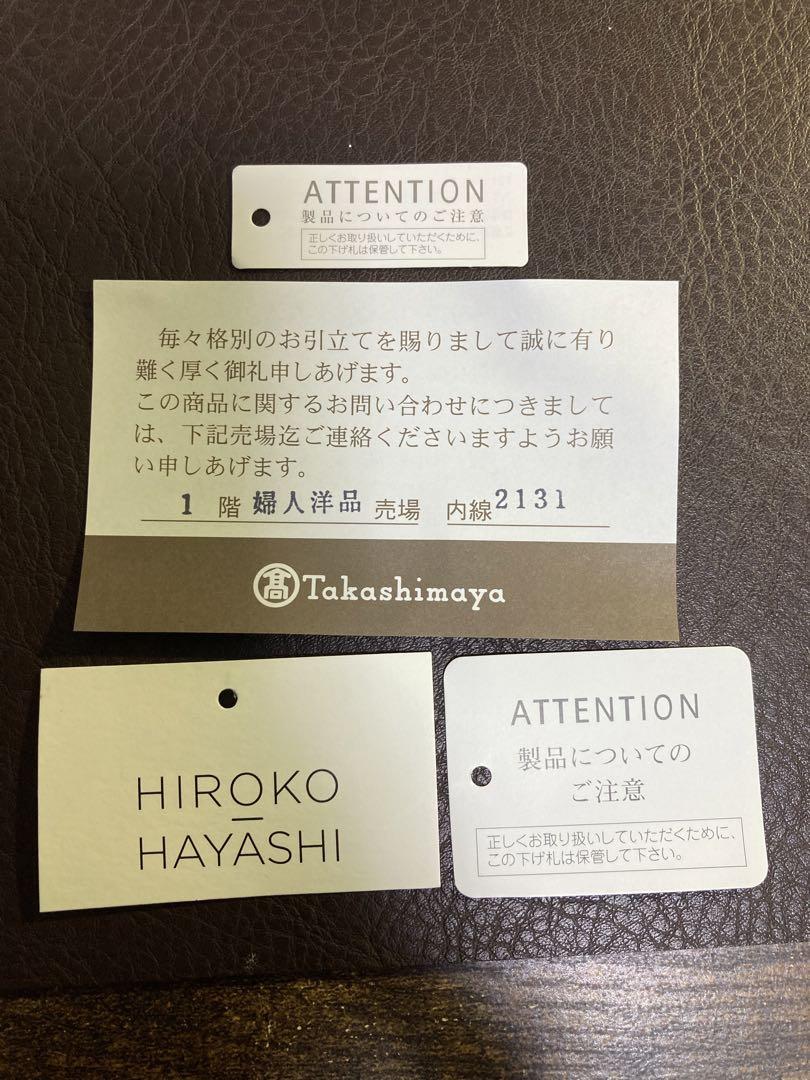 ATTENTION
製品についてのご注意
正しくお取り扱いしていただくために、
この下げ札は保管して下さい。
毎々格別のお引立てを賜りまして誠に有り
難く厚く御礼申しあげます。
この商品に関するお問い合わせにつきまして
は、下記売場迄ご連絡くださいますようお願
い申しあげます。
1 階 婦人洋品 売場 内線 2131
髙 Takashimaya
HIROKO
HAYASHI
ATTENTION
製品についての
ご注意
正しくお取り扱いしていただくために、
この下げ札は保管して下さい。